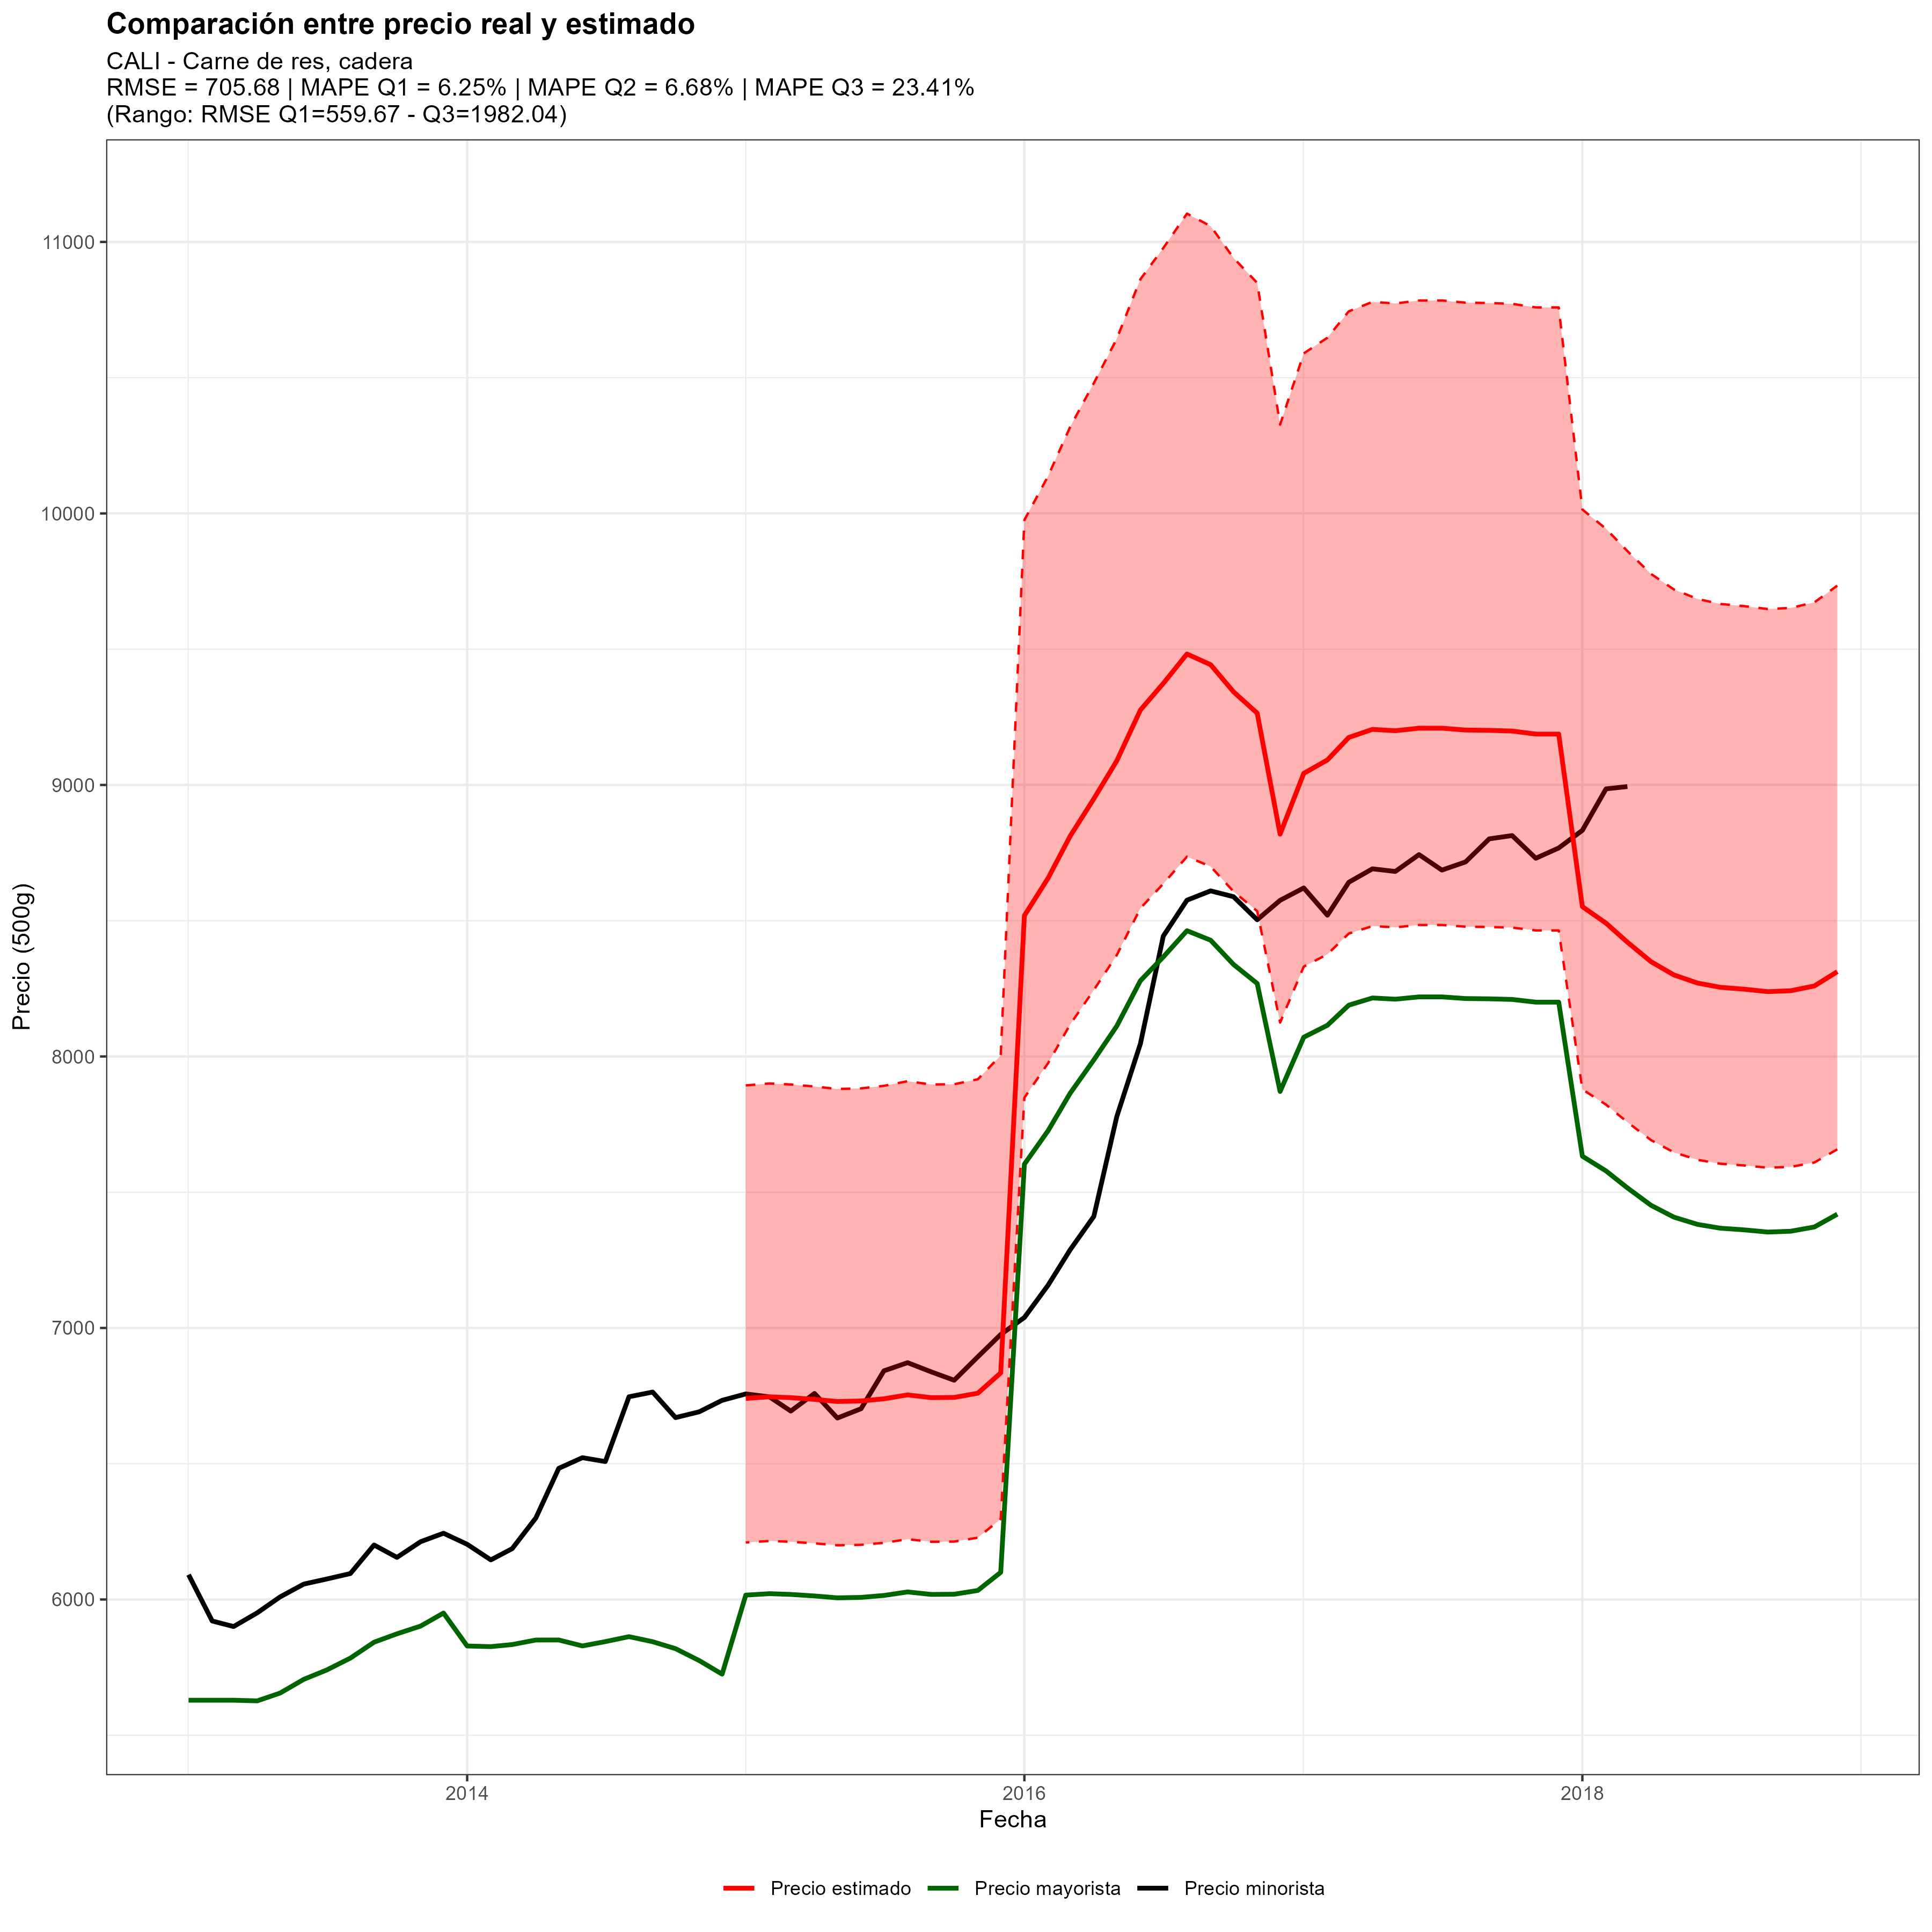 Comparación entre precio real y estimado
CALI - Carne de res, cadera
RMSE = 705.68 | MAPE Q1 = 6.25% | MAPE Q2 = 6.68% | MAPE Q3 = 23.41%
(Rango: RMSE Q1=559.67 - Q3=1982.04)
11000
10000
9000
8000
7000
6000
Precio (500g)
2014
2016
2018
Fecha
Precio estimado
Precio mayorista
Precio minorista